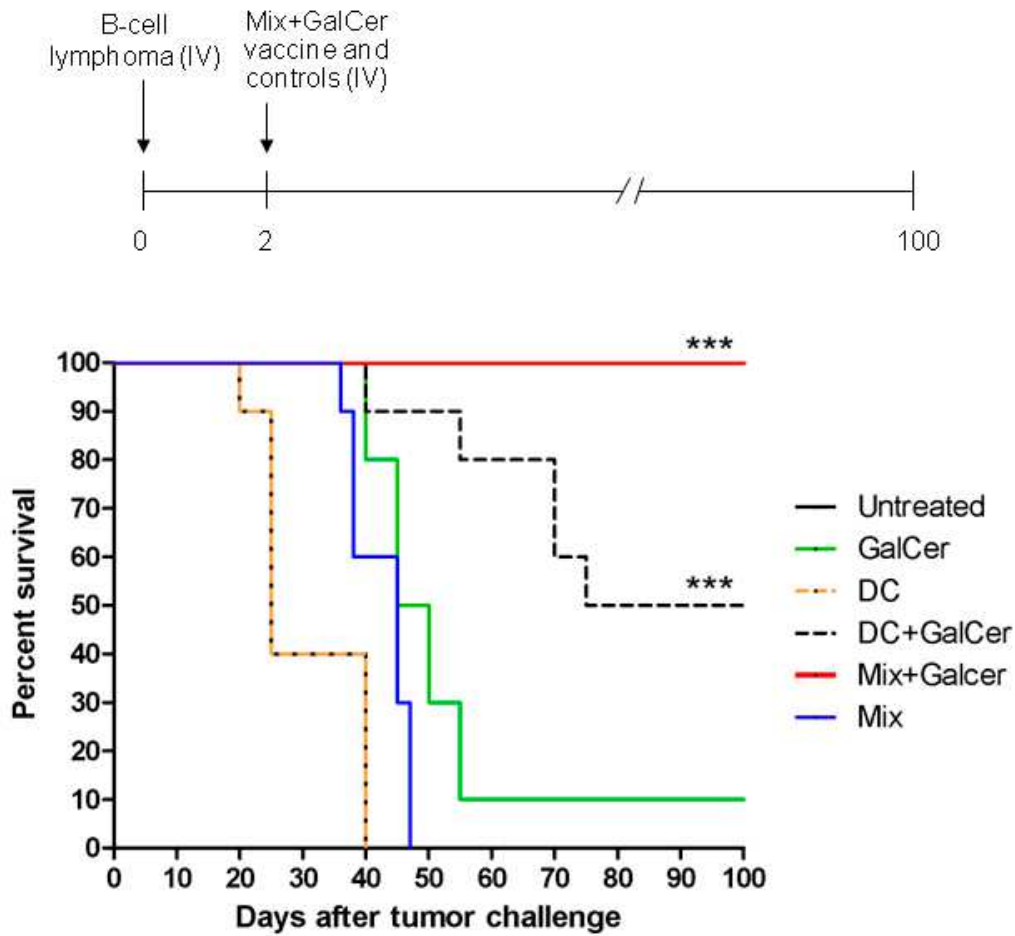 B-cell
lymphoma (IV)
Mix+GalCer
vaccine and
controls (IV)
0
2
100
***
***
Percent survival
100
90
80
70
60
50
40
30
20
10
0
0 10 20 30 40 50 60 70 80 90 100
Days after tumor challenge
Untreated
GalCer
DC
DC+GalCer
Mix+Galcer
Mix